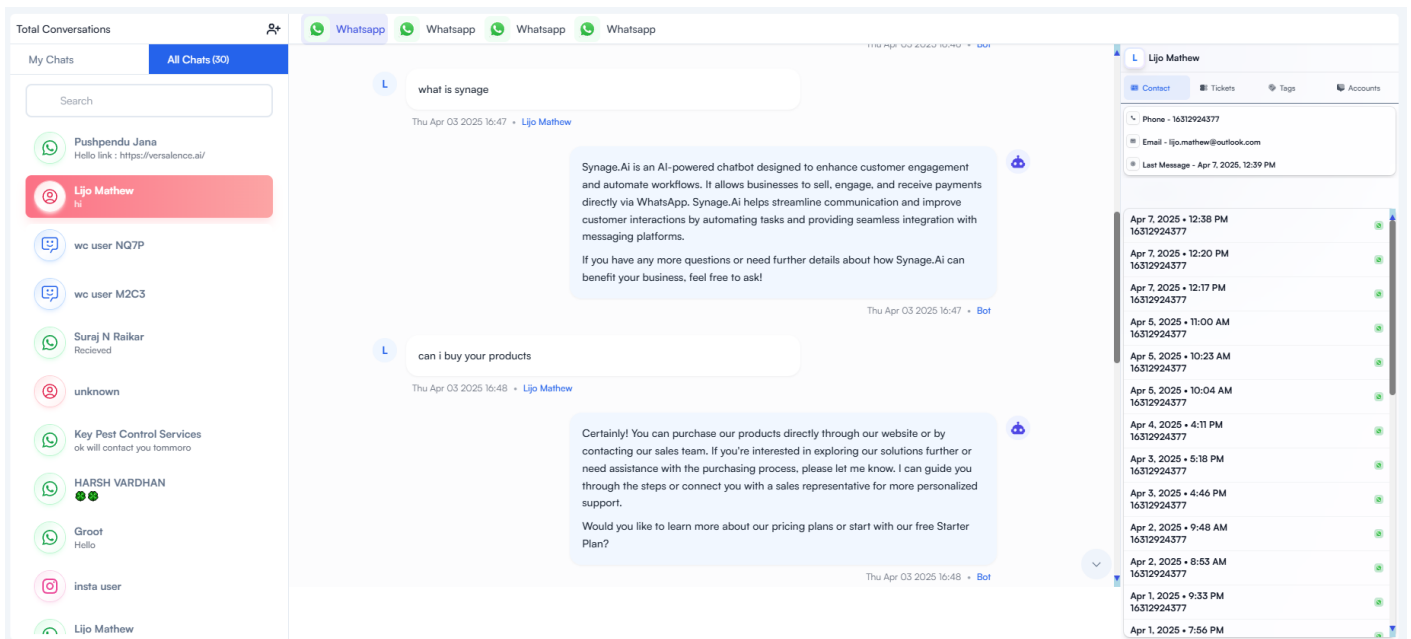 Total Conversations
Whatsapp
Whatsapp
Whatsapp
Whatsapp
My Chats
All Chats (30)
Search
Pushpendu Jana
Hello link : https://versalence.ai/
Lijo Mathew
hi
wc user NQ7P
wc user M2C3
Suraj N Raikar
Recieved
unknown
Key Pest Control Services
ok will contact you tommoro
HARSH VARDHAN
Groot
Hello
insta user
Lijo Mathew
Bot
L
what is synage
Thu Apr 03 2025 16:47 • Lijo Mathew
Synage.Ai is an AI-powered chatbot designed to enhance customer engagement
and automate workflows. It allows businesses to sell, engage, and receive payments
directly via WhatsApp. Synage.Ai helps streamline communication and improve
customer interactions by automating tasks and providing seamless integration with
messaging platforms.
If you have any more questions or need further details about how Synage.Ai can
benefit your business, feel free to ask!
Thu Apr 03 2025 16:47 • Bot
L
can i buy your products
Thu Apr 03 2025 16:48 • Lijo Mathew
Certainly! You can purchase our products directly through our website or by
contacting our sales team. If you're interested in exploring our solutions further or
need assistance with the purchasing process, please let me know. I can guide you
through the steps or connect you with a sales representative for more personalized
support.
Would you like to learn more about our pricing plans or start with our free Starter
Plan?
Thu Apr 03 2025 16:48 • Bot
L
Lijo Mathew
Contact
Tickets
Tags
Accounts
Phone - 16312924377
Email - lijo.mathew@outlook.com
Last Message - Apr 7, 2025, 12:39 PM
Apr 7, 2025 • 12:38 PM
16312924377
Apr 7, 2025 • 12:20 PM
16312924377
Apr 7, 2025 • 12:17 PM
16312924377
Apr 5, 2025 • 11:00 AM
16312924377
Apr 5, 2025 • 10:23 AM
16312924377
Apr 5, 2025 • 10:04 AM
16312924377
Apr 4, 2025 • 4:11 PM
16312924377
Apr 3, 2025 • 5:18 PM
16312924377
Apr 3, 2025 • 4:46 PM
16312924377
Apr 2, 2025 • 9:48 AM
16312924377
Apr 2, 2025 • 8:53 AM
16312924377
Apr 1, 2025 • 9:33 PM
16312924377
Apr 1, 2025 • 7:56 PM